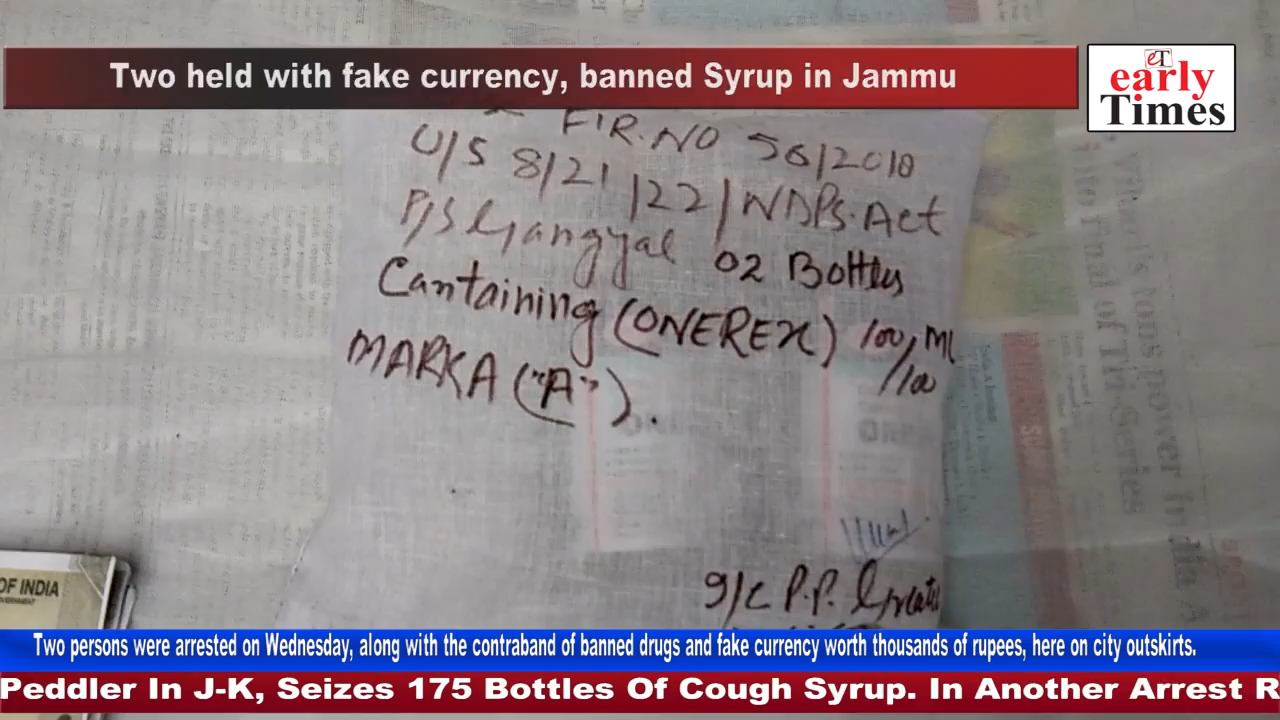 Two held with fake currency, banned Syrup in Jammu
eT
early
Times
FIR.NO 56/2018
U/S 8/21/22/NDPS.Act
P/S Gangyal 02 Bottles
Cantaining (ONEREX) 100/ML
/100
MARKA ("A").
OF INDIA
I/C P.P.
Two persons were arrested on Wednesday, along with the contraband of banned drugs and fake currency worth thousands of rupees, here on city outskirts.
Peddler In J-K, Seizes 175 Bottles Of Cough Syrup. In Another Arrest R